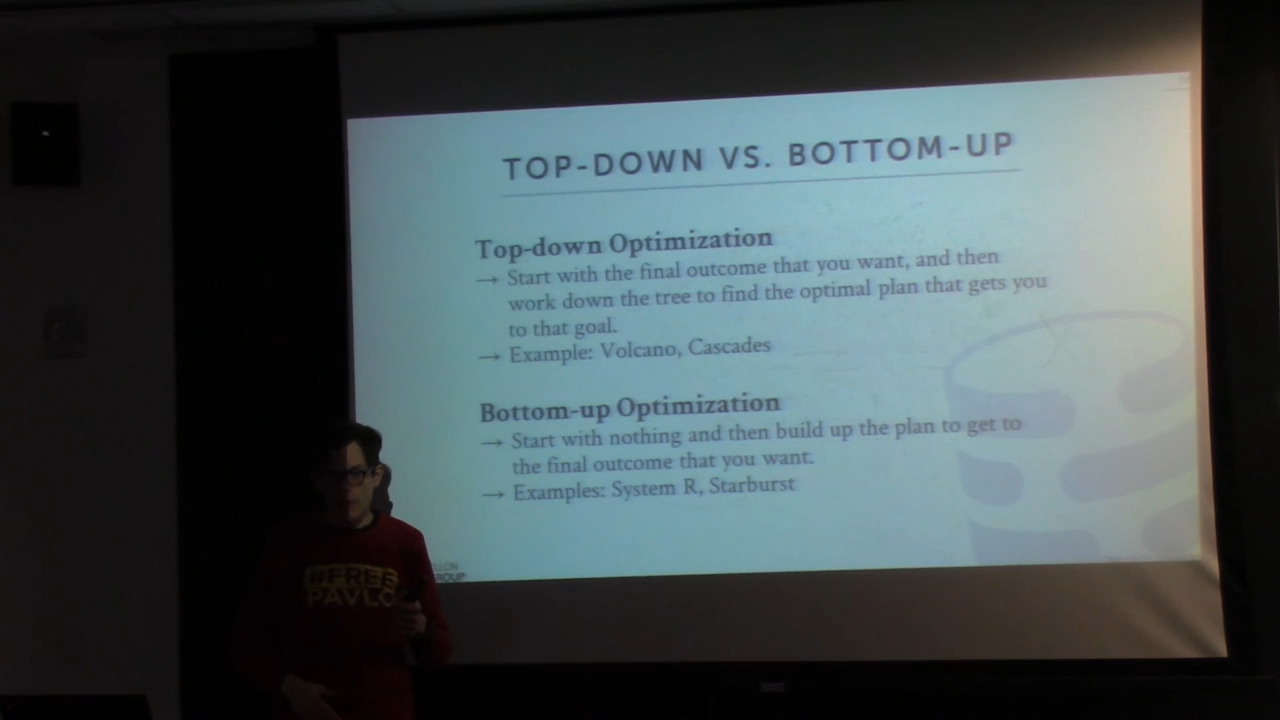 TOP-DOWN VS. BOTTOM-UP
Top-down Optimization
→ Start with the final outcome that you want, and then
work down the tree to find the optimal plan that gets you
to that goal.
→ Example: Volcano, Cascades
Bottom-up Optimization
→ Start with nothing and then build up the plan to get to
the final outcome that you want.
→ Examples: System R, Starburst
#FREE
PAVLO